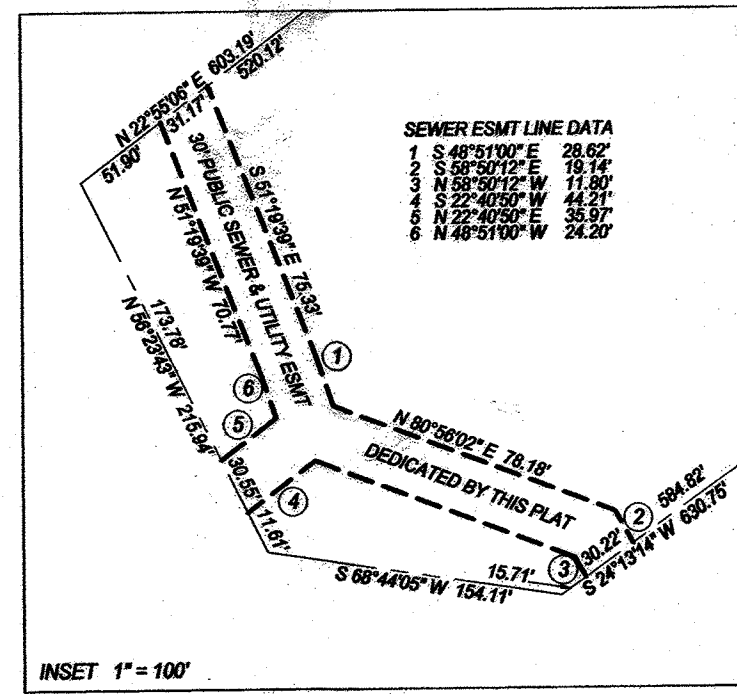 N 22°55'06" E 603.19'
520.12'
31.17'
51.90'
SEWER ESMT LINE DATA
1 S 48°51'00" E 28.62'
2 S 58°50'12" E 19.14'
3 N 58°50'12" W 11.80'
4 S 22°40'50" W 44.21'
5 N 22°40'50" E 35.97'
6 N 48°51'00" W 24.20'
30' PUBLIC SEWER & UTILITY ESMT
S 51°19'39" E 75.33'
N 51°19'39" W 70.77'
173.78'
N 56°23'43" W 215.94'
1
6
5
N 80°56'02" E 78.18'
DEDICATED BY THIS PLAT
30.55'
4
11.61'
2
584.82'
30.22'
S 24°13'14" W 630.75'
3
15.71'
S 68°44'05" W 154.11'
INSET 1" = 100'